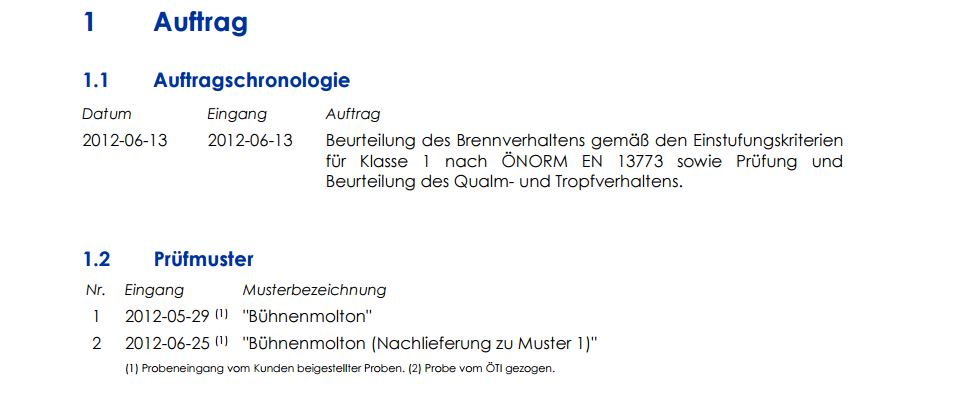 1 Auftrag
1.1 Auftragschronologie
Datum Eingang Auftrag
2012-06-13 2012-06-13 Beurteilung des Brennverhaltens gemäß den Einstufungskriterien
für Klasse 1 nach ÖNORM EN 13773 sowie Prüfung und
Beurteilung des Qualm- und Tropfverhaltens.
1.2 Prüfmuster
Nr. Eingang Musterbezeichnung
1 2012-05-29 (1) "Bühnenmolton"
2 2012-06-25 (1) "Bühnenmolton (Nachlieferung zu Muster 1)"
(1) Probeneingang vom Kunden beigestellter Proben. (2) Probe vom ÖTI gezogen.